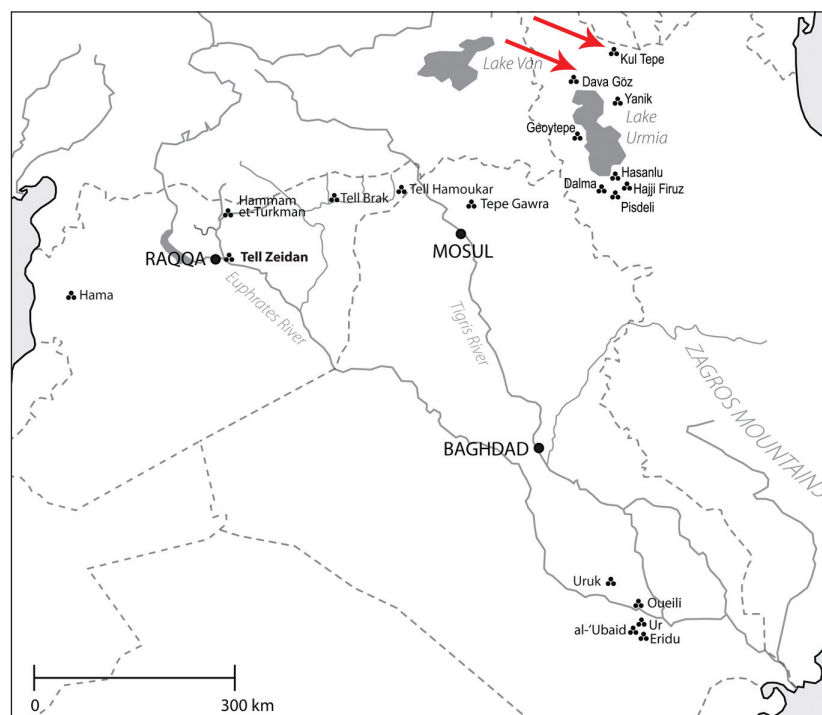 Kul Tepe
Lake Van
Dava Göz
Yanik
Lake
Urmia
Geoytepe
Hasanlu
Dalma
Hajji Firuz
Pisdeli
Tell Hamoukar
Tell Brak
Tepe Gawra
Hammam
et-Turkman
MOSUL
RAQQA
Tell Zeidan
Hama
Euphrates River
Tigris River
ZAGROS MOUNTAINS
BAGHDAD
Uruk
Oueili
Ur
al-'Ubaid
Eridu
0
300 km